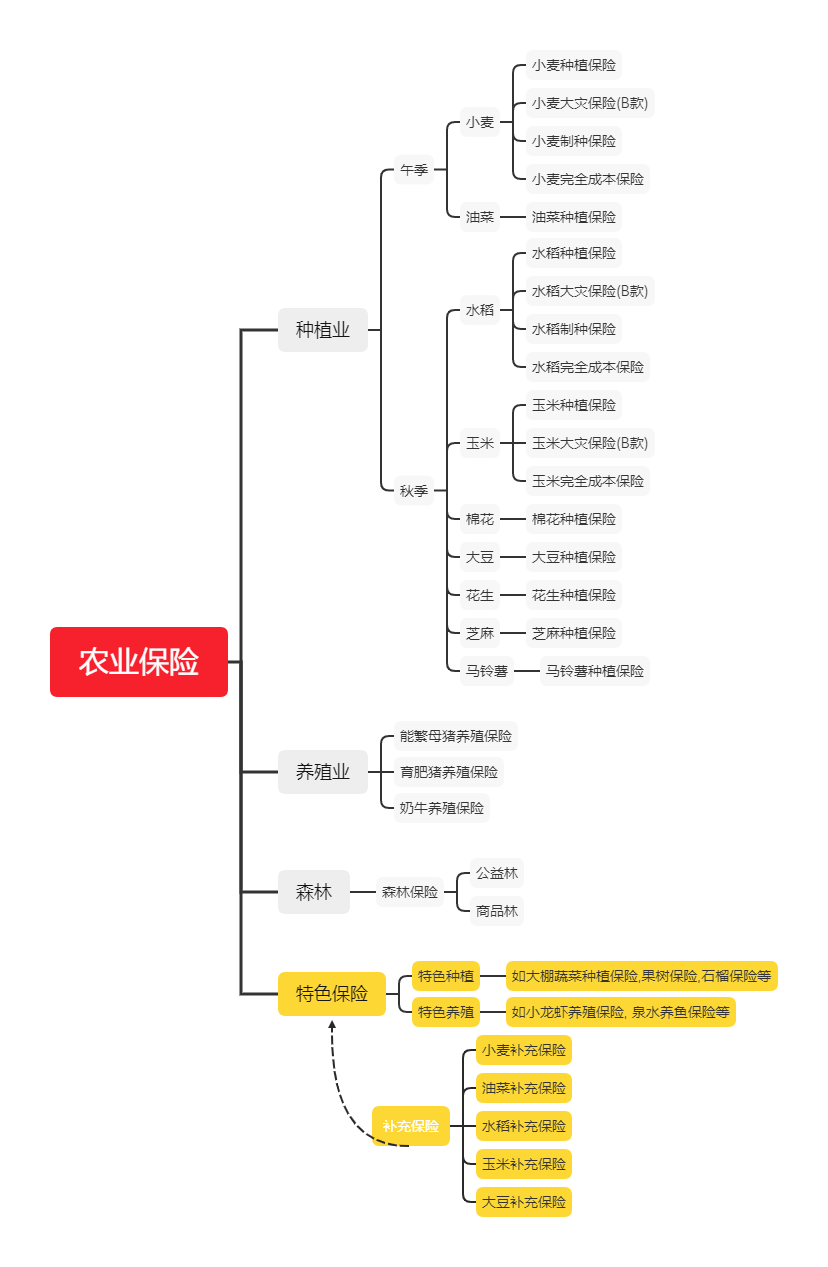 农业保险
种植业
午季
小麦
小麦种植保险
小麦大灾保险(B款)
小麦制种保险
小麦完全成本保险
油菜
油菜种植保险
秋季
水稻
水稻种植保险
水稻大灾保险(B款)
水稻制种保险
水稻完全成本保险
玉米
玉米种植保险
玉米大灾保险(B款)
玉米完全成本保险
棉花
棉花种植保险
大豆
大豆种植保险
花生
花生种植保险
芝麻
芝麻种植保险
马铃薯
马铃薯种植保险
养殖业
能繁母猪养殖保险
育肥猪养殖保险
奶牛养殖保险
森林
森林保险
公益林
商品林
特色保险
特色种植
如大棚蔬菜种植保险,果树保险,石榴保险等
特色养殖
如小龙虾养殖保险, 泉水养鱼保险等
补充保险
小麦补充保险
油菜补充保险
水稻补充保险
玉米补充保险
大豆补充保险